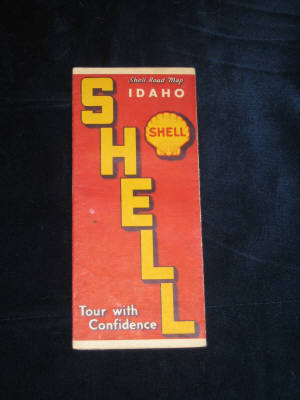 Shell Road Map
IDAHO
SHELL
SHELL
Tour with
Confidence